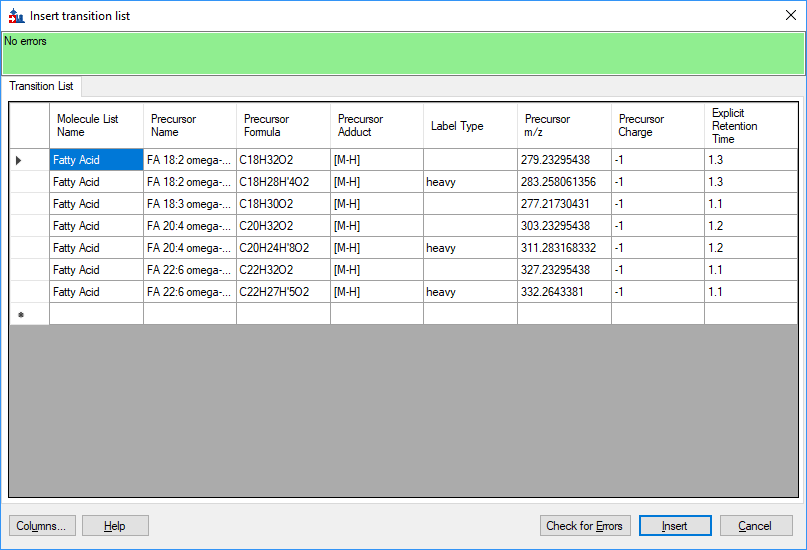 Insert transition list
No errors
Transition List
Molecule List Name Precursor Name Precursor Formula Precursor Adduct Label Type Precursor m/z Precursor Charge Explicit Retention Time
Fatty Acid FA 18:2 omega-... C18H32O2 [M-H] 279.23295438 -1 1.3
Fatty Acid FA 18:2 omega-... C18H28H'4O2 [M-H] heavy 283.258061356 -1 1.3
Fatty Acid FA 18:3 omega-... C18H30O2 [M-H] 277.21730431 -1 1.1
Fatty Acid FA 20:4 omega-... C20H32O2 [M-H] 303.23295438 -1 1.2
Fatty Acid FA 20:4 omega-... C20H24H'8O2 [M-H] heavy 311.283168332 -1 1.2
Fatty Acid FA 22:6 omega-... C22H32O2 [M-H] 327.23295438 -1 1.1
Fatty Acid FA 22:6 omega-... C22H27H'5O2 [M-H] heavy 332.2643381 -1 1.1
Columns... Help Check for Errors Insert Cancel